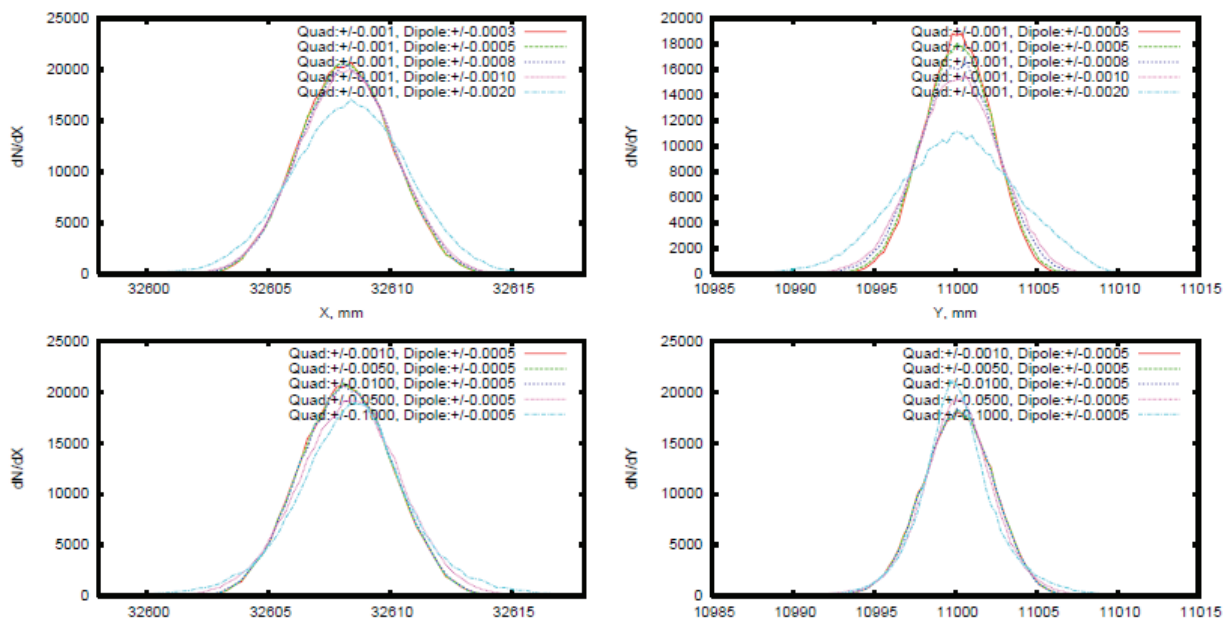 25000
20000
15000
10000
5000
0
dN/dX
Quad:+/-0.001, Dipole:+/-0.0003
Quad:+/-0.001, Dipole:+/-0.0005
Quad:+/-0.001, Dipole:+/-0.0008
Quad:+/-0.001, Dipole:+/-0.0010
Quad:+/-0.001, Dipole:+/-0.0020
32600 32605 32610 32615
X, mm
20000
18000
16000
14000
12000
10000
8000
6000
4000
2000
0
dN/dY
Quad:+/-0.001, Dipole:+/-0.0003
Quad:+/-0.001, Dipole:+/-0.0005
Quad:+/-0.001, Dipole:+/-0.0008
Quad:+/-0.001, Dipole:+/-0.0010
Quad:+/-0.001, Dipole:+/-0.0020
10985 10990 10995 11000 11005 11010 11015
Y, mm
25000
20000
15000
10000
5000
0
dN/dX
Quad:+/-0.0010, Dipole:+/-0.0005
Quad:+/-0.0050, Dipole:+/-0.0005
Quad:+/-0.0100, Dipole:+/-0.0005
Quad:+/-0.0500, Dipole:+/-0.0005
Quad:+/-0.1000, Dipole:+/-0.0005
32600 32605 32610 32615
25000
20000
15000
10000
5000
0
dN/dY
Quad:+/-0.0010, Dipole:+/-0.0005
Quad:+/-0.0050, Dipole:+/-0.0005
Quad:+/-0.0100, Dipole:+/-0.0005
Quad:+/-0.0500, Dipole:+/-0.0005
Quad:+/-0.1000, Dipole:+/-0.0005
10985 10990 10995 11000 11005 11010 11015